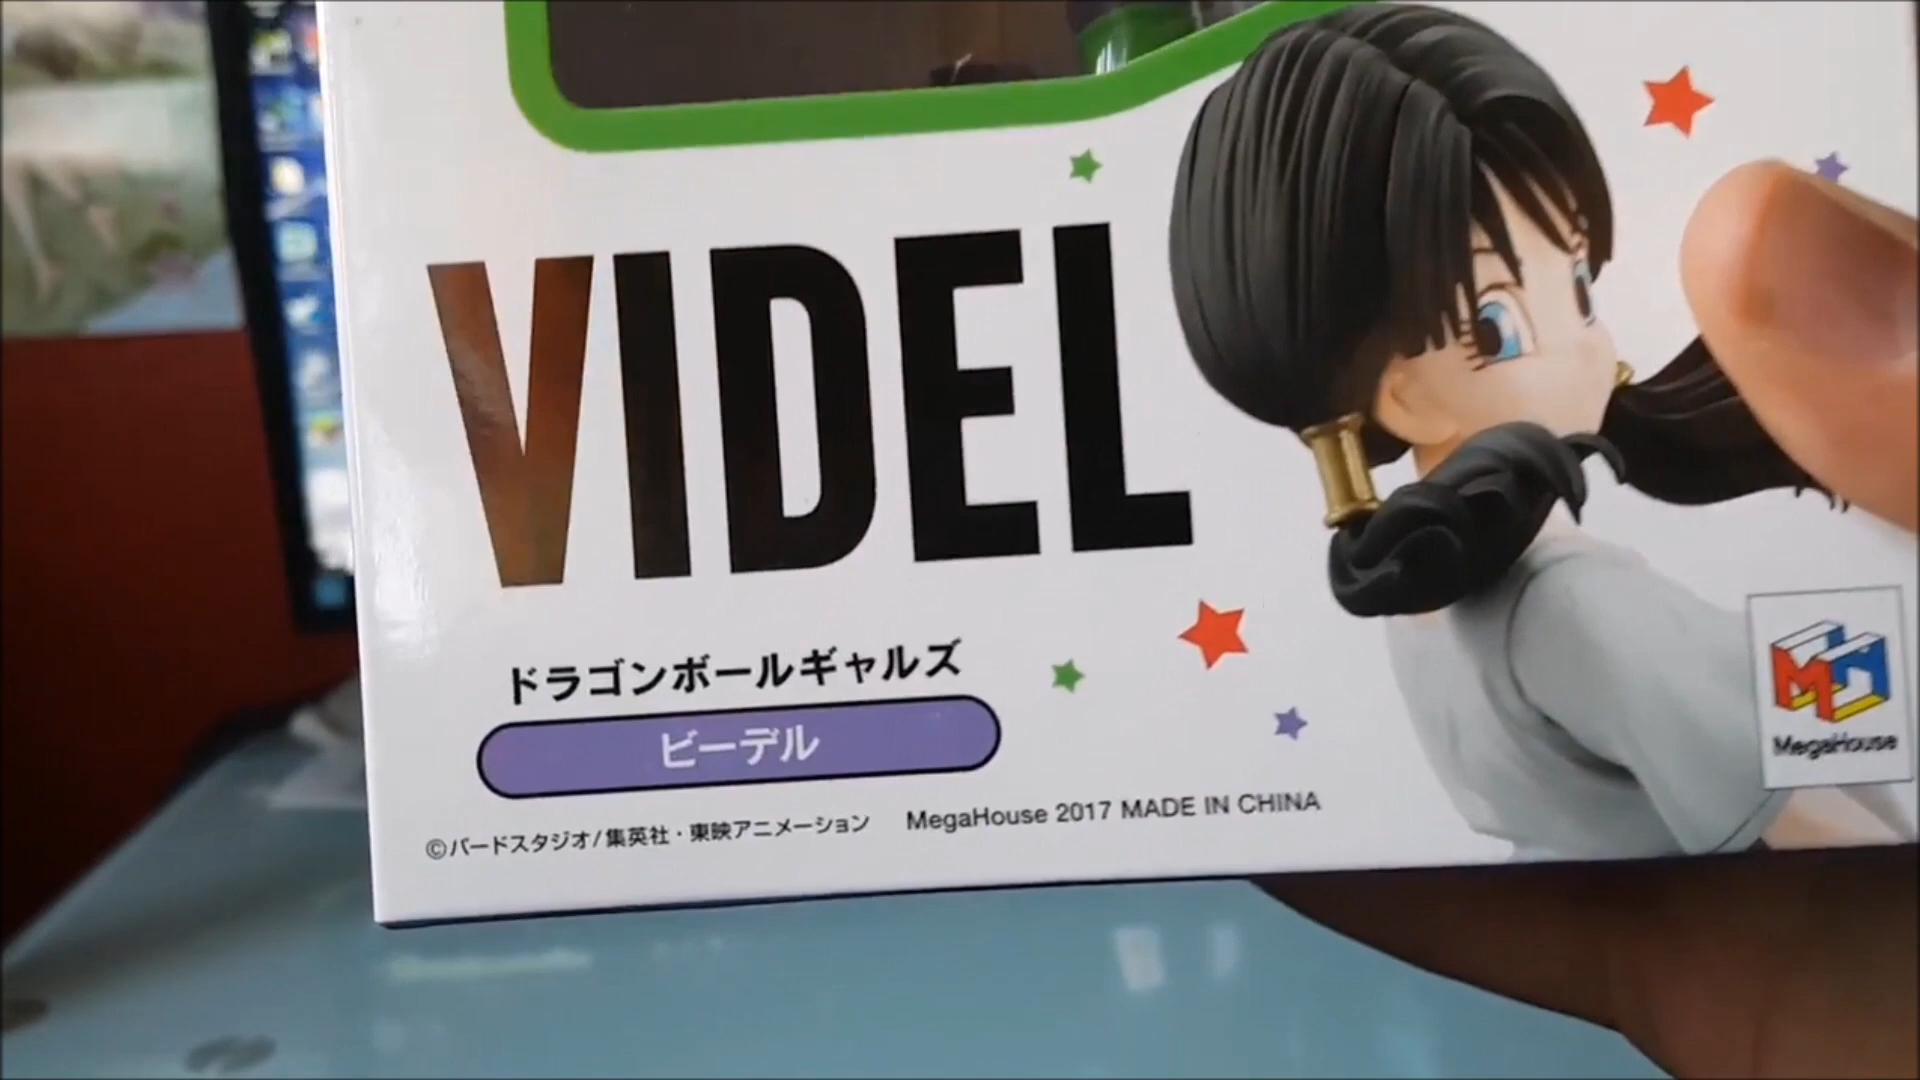 VIDEL
ドラゴンボールギャルズ
ビーデル
©バードスタジオ/集英社・東映アニメーション MegaHouse 2017 MADE IN CHINA
MegaHouse